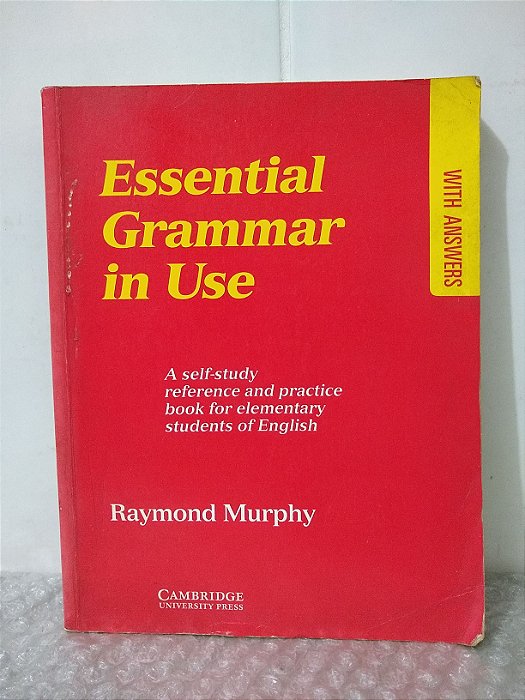 Essential
Grammar
in Use
WITH ANSWERS
A self-study
reference and practice
book for elementary
students of English
Raymond Murphy
CAMBRIDGE
UNIVERSITY PRESS